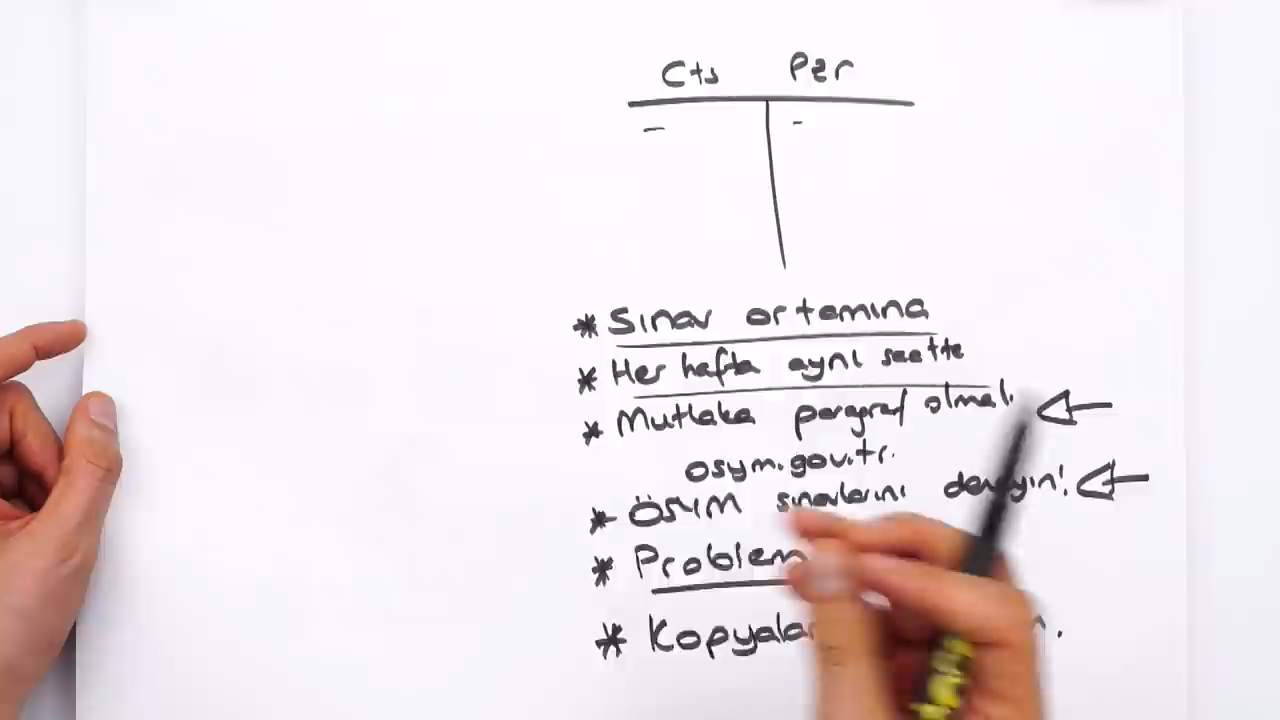 Cts Per
- -
* Sınav ortamına
* Her hafta aynı saatte
* Mutlaka paragraf olmalı
osym.gov.tr.
* ÖSYM sınavlarını deneyin!
* Problem
* Kopyala